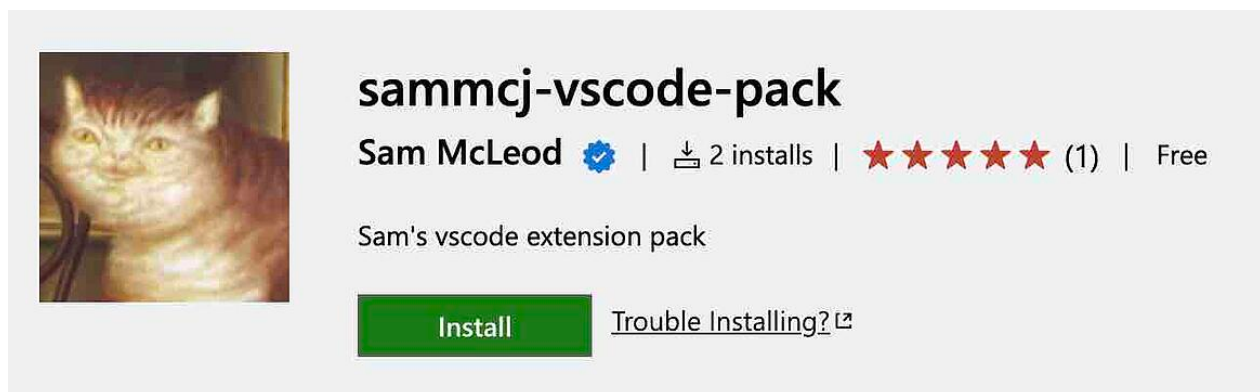 sammcj-vscode-pack
Sam McLeod | 2 installs | (1) | Free
Sam's vscode extension pack
Install Trouble Installing?